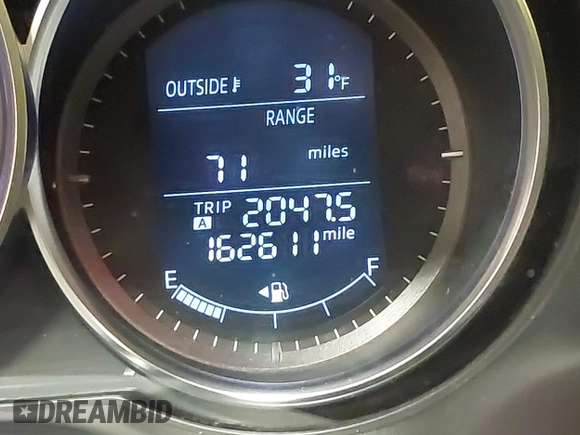 OUTSIDE 31°F
RANGE
71 miles
TRIP A 2047.5
162611 mile
E F
DREAMBID